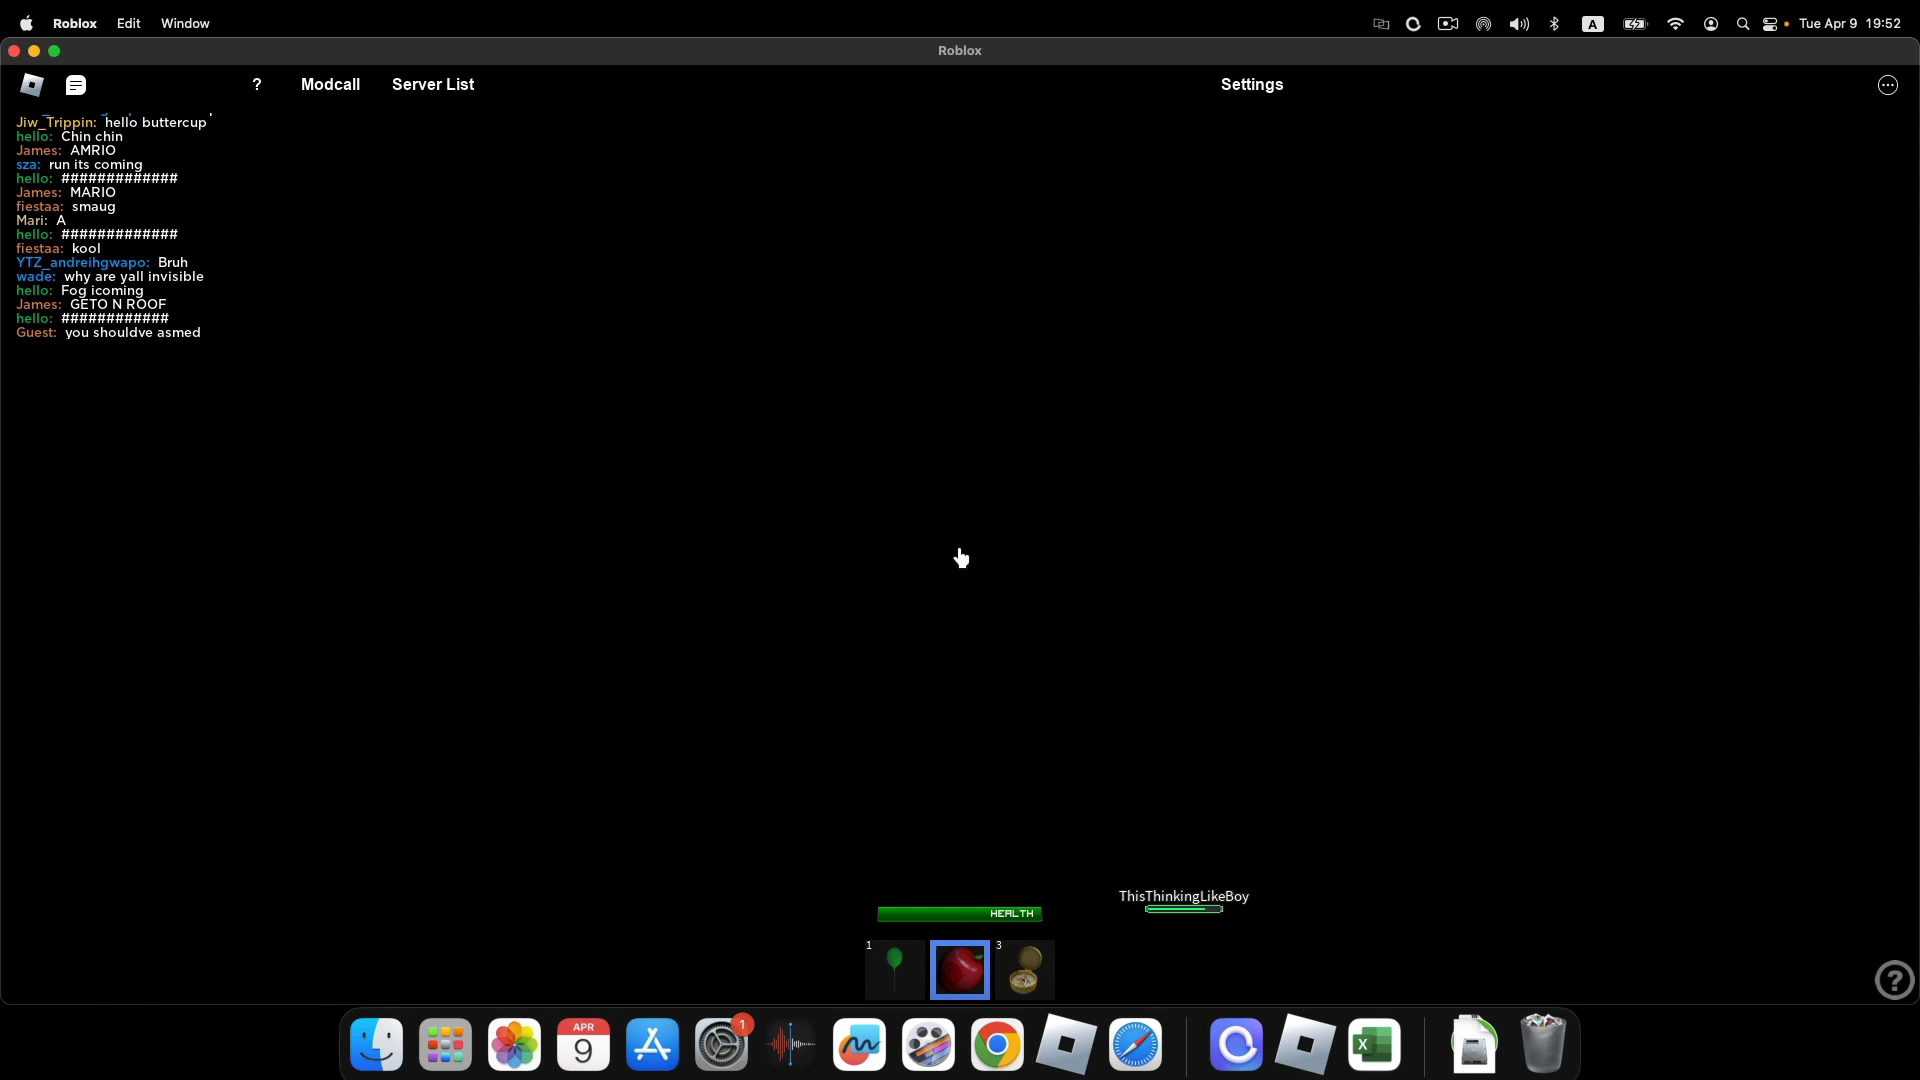 Roblox Edit Window A Tue Apr 9 19:52
Roblox
? Modcall Server List Settings
Jiw_Trippin: hello buttercup
hello: Chin chin
James: AMRIO
sza: run its coming
hello: #############
James: MARIO
fiestaa: smaug
Mari: A
hello: #############
fiestaa: kool
YTZ_andreihgwapo: Bruh
wade: why are yall invisible
hello: Fog icoming
James: GETO N ROOF
hello: ############
Guest: you shouldve asmed
ThisThinkingLikeBoy
HEALTH
1 3
?
1
APR
9
X